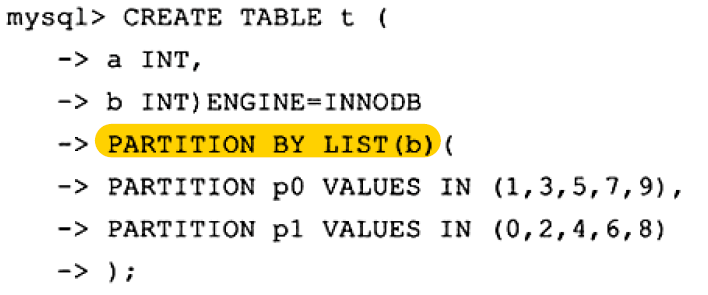 mysql> CREATE TABLE t (
-> a INT,
-> b INT)ENGINE=INNODB
-> PARTITION BY LIST(b)(
-> PARTITION p0 VALUES IN (1,3,5,7,9),
-> PARTITION p1 VALUES IN (0,2,4,6,8)
-> );